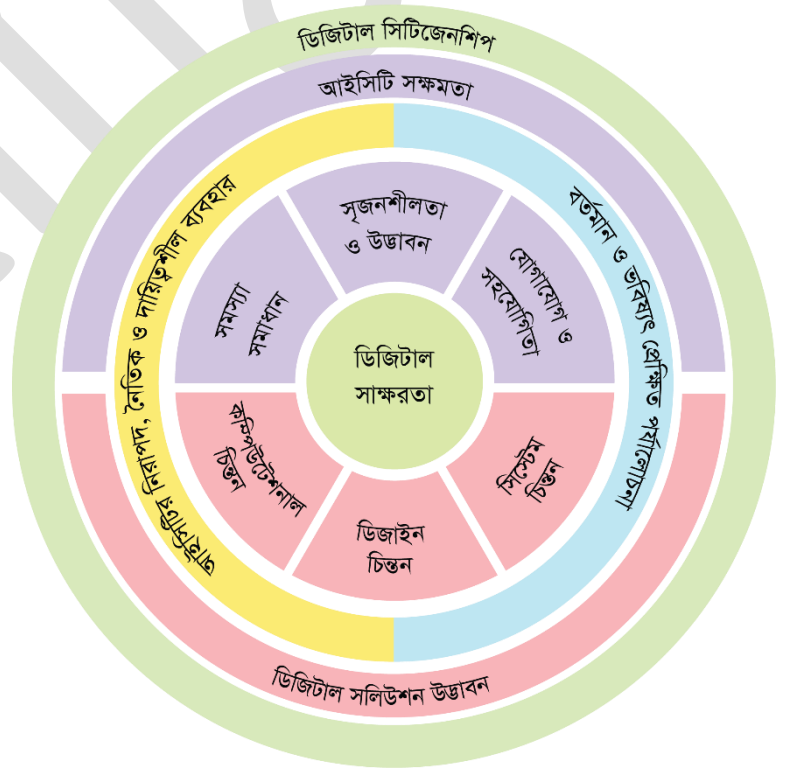 ডিজিটাল সিটিজেনশিপ
আইসিটি সক্ষমতা
আইসিটির নিরাপদ, নৈতিক ও দায়িত্বশীল ব্যবহার
বর্তমান ও ভবিষ্যৎ প্রেক্ষিত পর্যালোচনা
সৃজনশীলতা
ও উদ্ভাবন
সমস্যা
সমাধান
যোগাযোগ ও
সহযোগিতা
ডিজিটাল
সাক্ষরতা
কম্পিউটেশনাল
চিন্তন
ডিজাইন
চিন্তন
সিস্টেম
চিন্তন
ডিজিটাল সলিউশন উদ্ভাবন